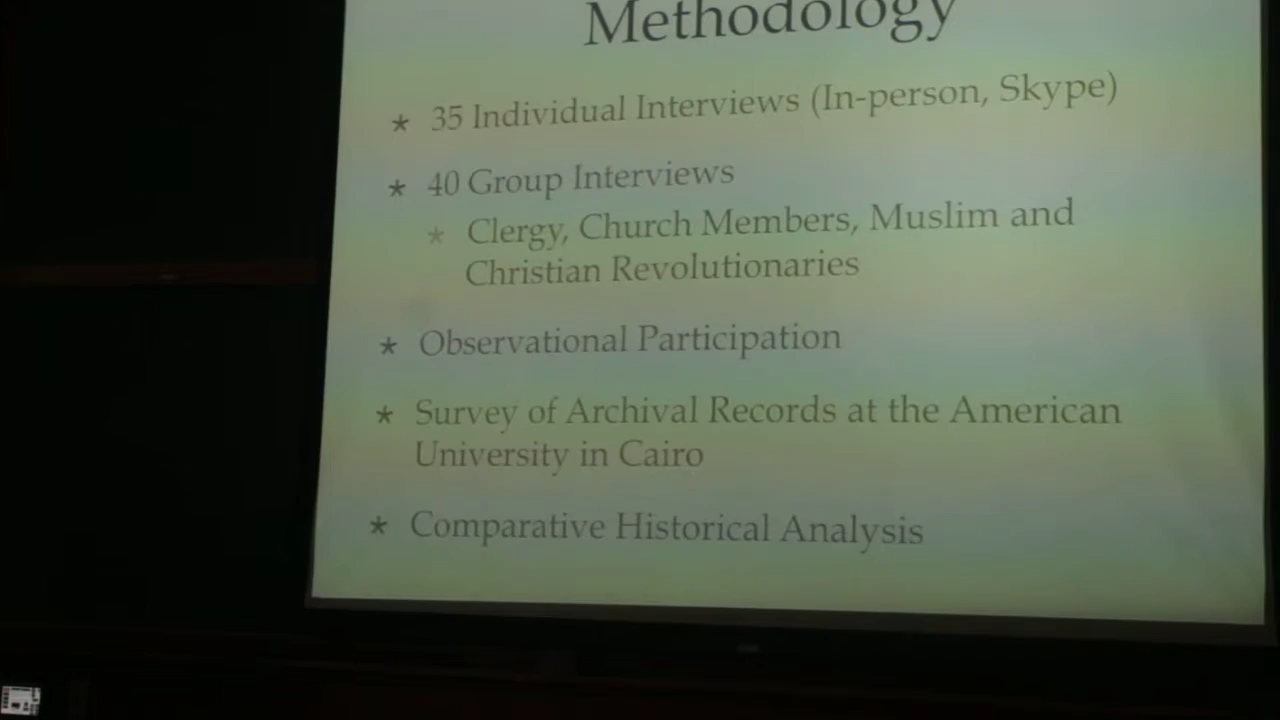 Methodology
* 35 Individual Interviews (In-person, Skype)
* 40 Group Interviews
* Clergy, Church Members, Muslim and
Christian Revolutionaries
* Observational Participation
* Survey of Archival Records at the American
University in Cairo
* Comparative Historical Analysis